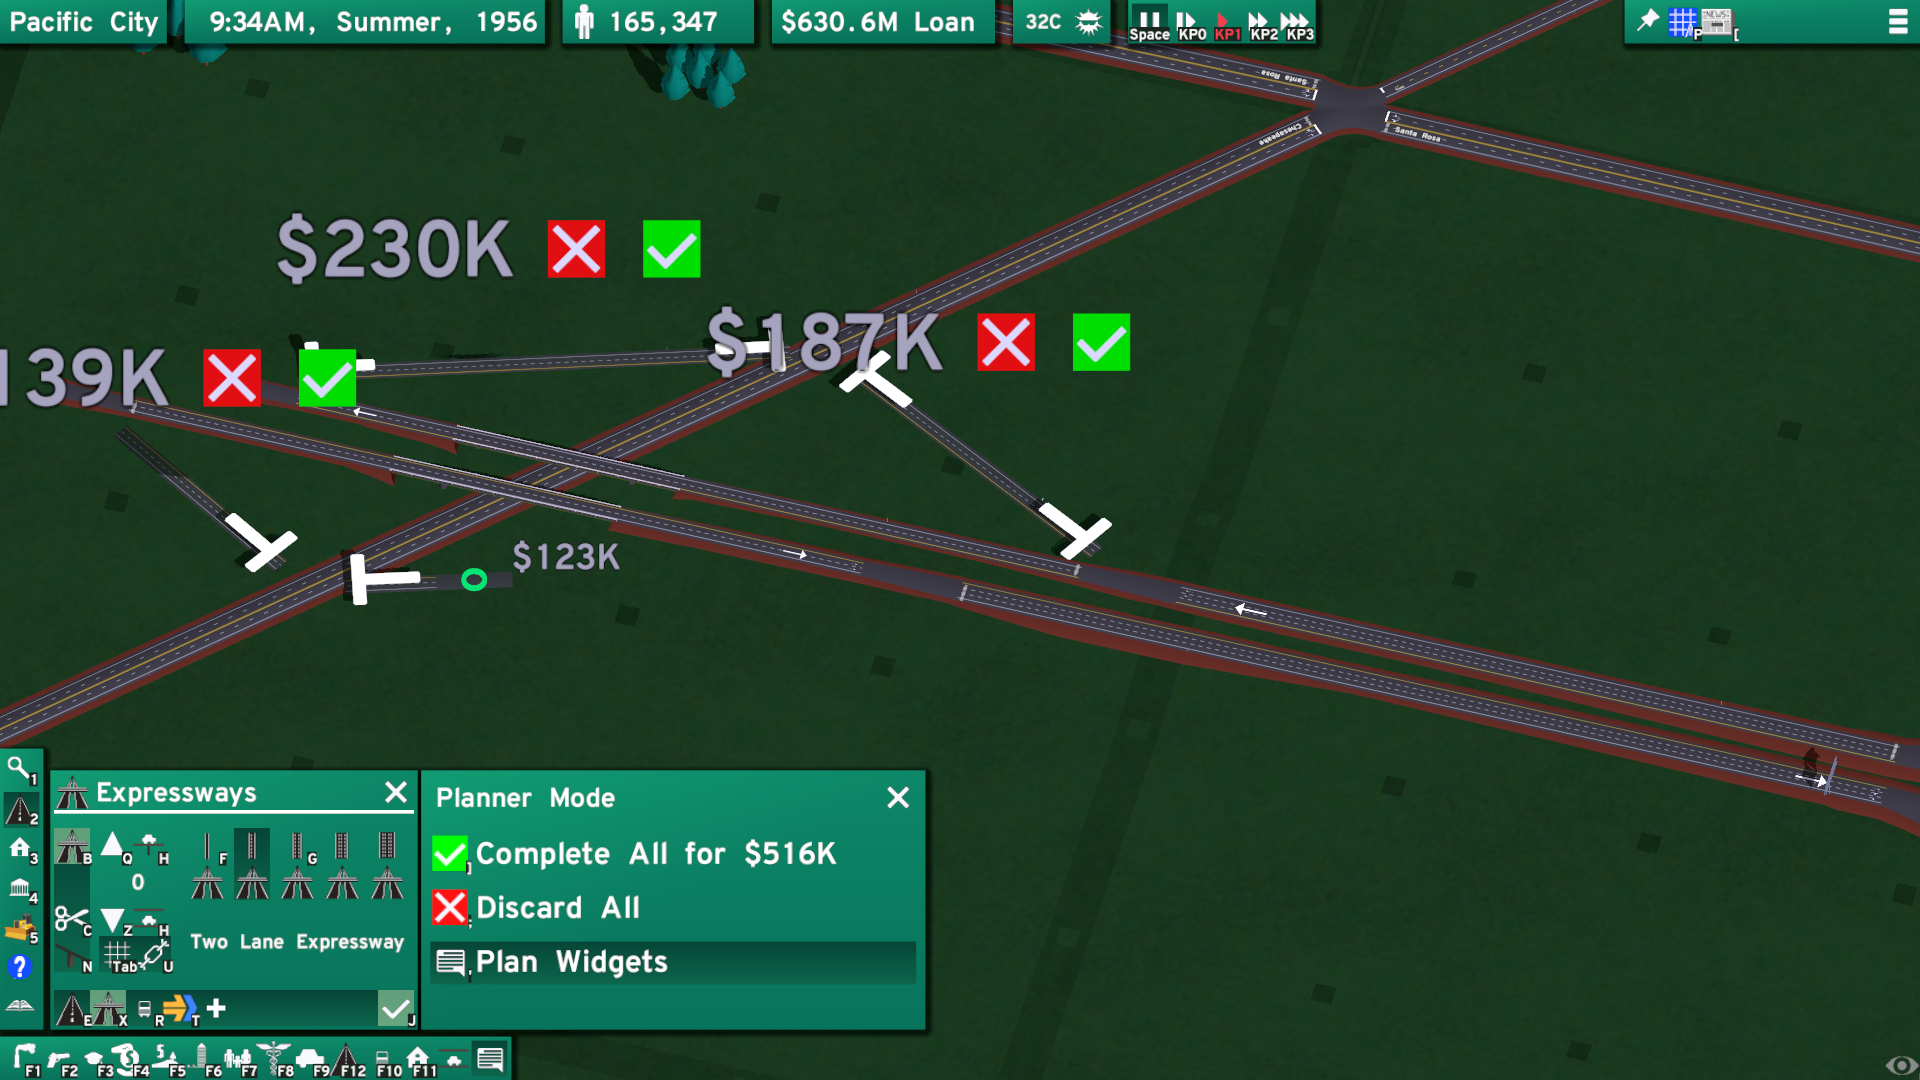 Pacific City
9:34AM, Summer, 1956
165,347
$630.6M Loan
32C
Space KP0 KP1 KP2 KP3
P [
Santa Rosa
Chesapeake
Santa Rosa
$230K
$187K
139K
$123K
Expressways
B Q H F G
0
C Z H
N Tab U
Two Lane Expressway
E X R T J
1
2
3
4
5
Planner Mode
Complete All for $516K
]
Discard All
;
Plan Widgets
F1 F2 F3 F4 F5 F6 F7 F8 F9 F12 F10 F11